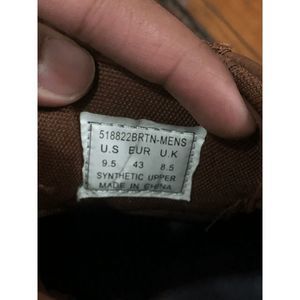 518822BRTN-MENS
U.S EUR U.K
9.5 43 8.5
SYNTHETIC UPPER
MADE IN CHINA